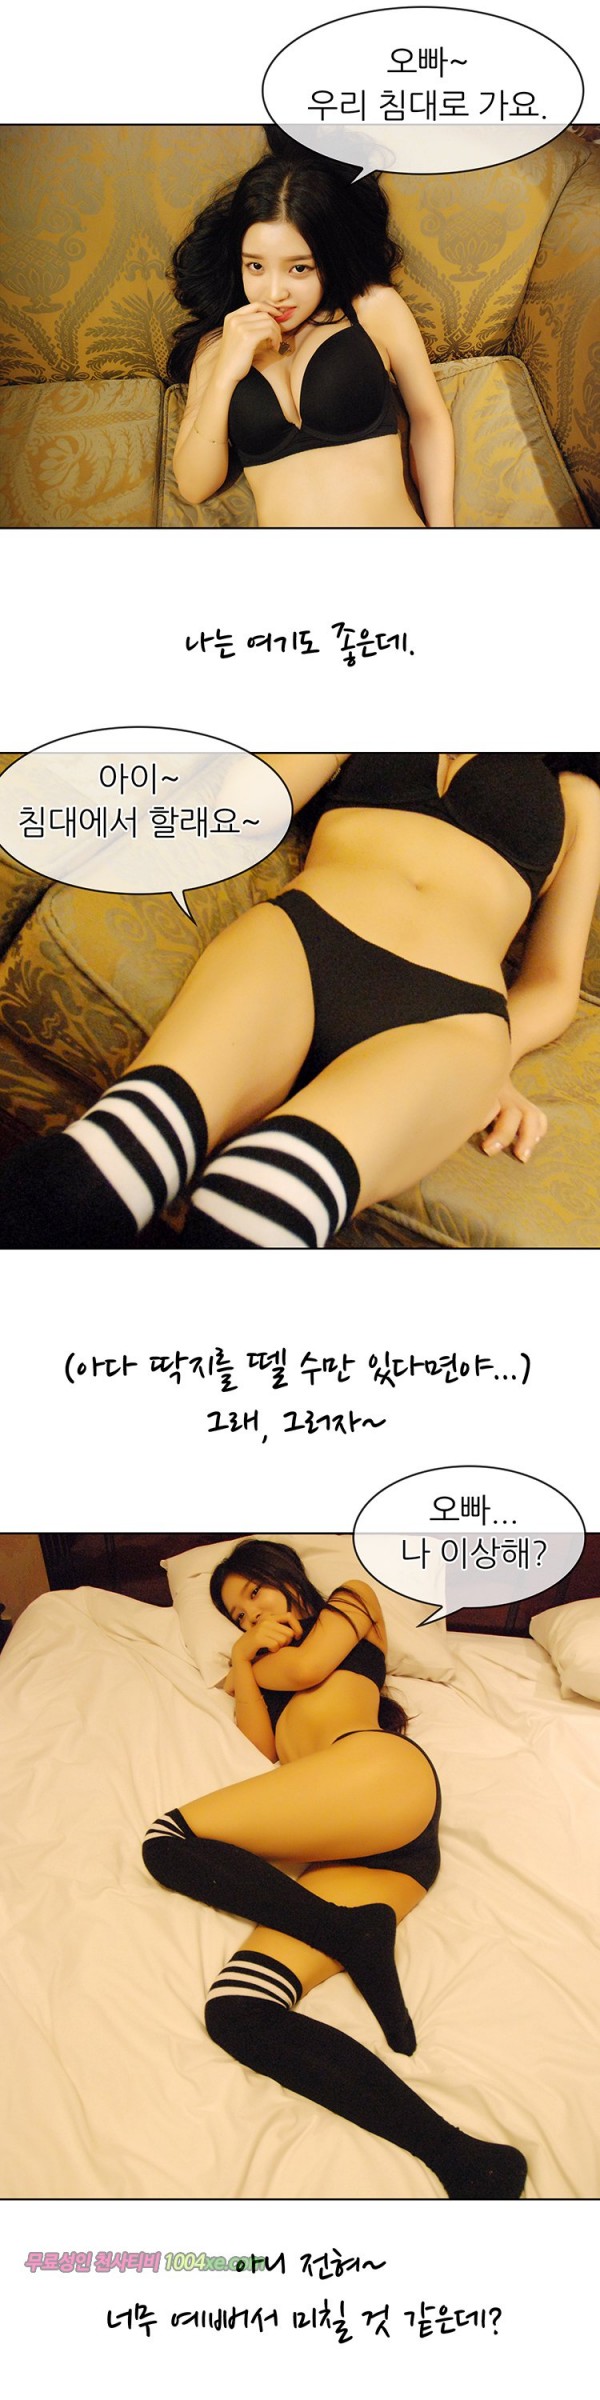 오빠~
우리 침대로 가요.
나는 여기도 좋은데.
아이~
침대에서 할래요~
(아다 딱지를 뗄 수만 있다면야...)
그래, 그러자~
오빠...
나 이상해?
무료성인 천사티비 1004xe.com
아니 전혀~
너무 예뻐서 미칠 것 같은데?